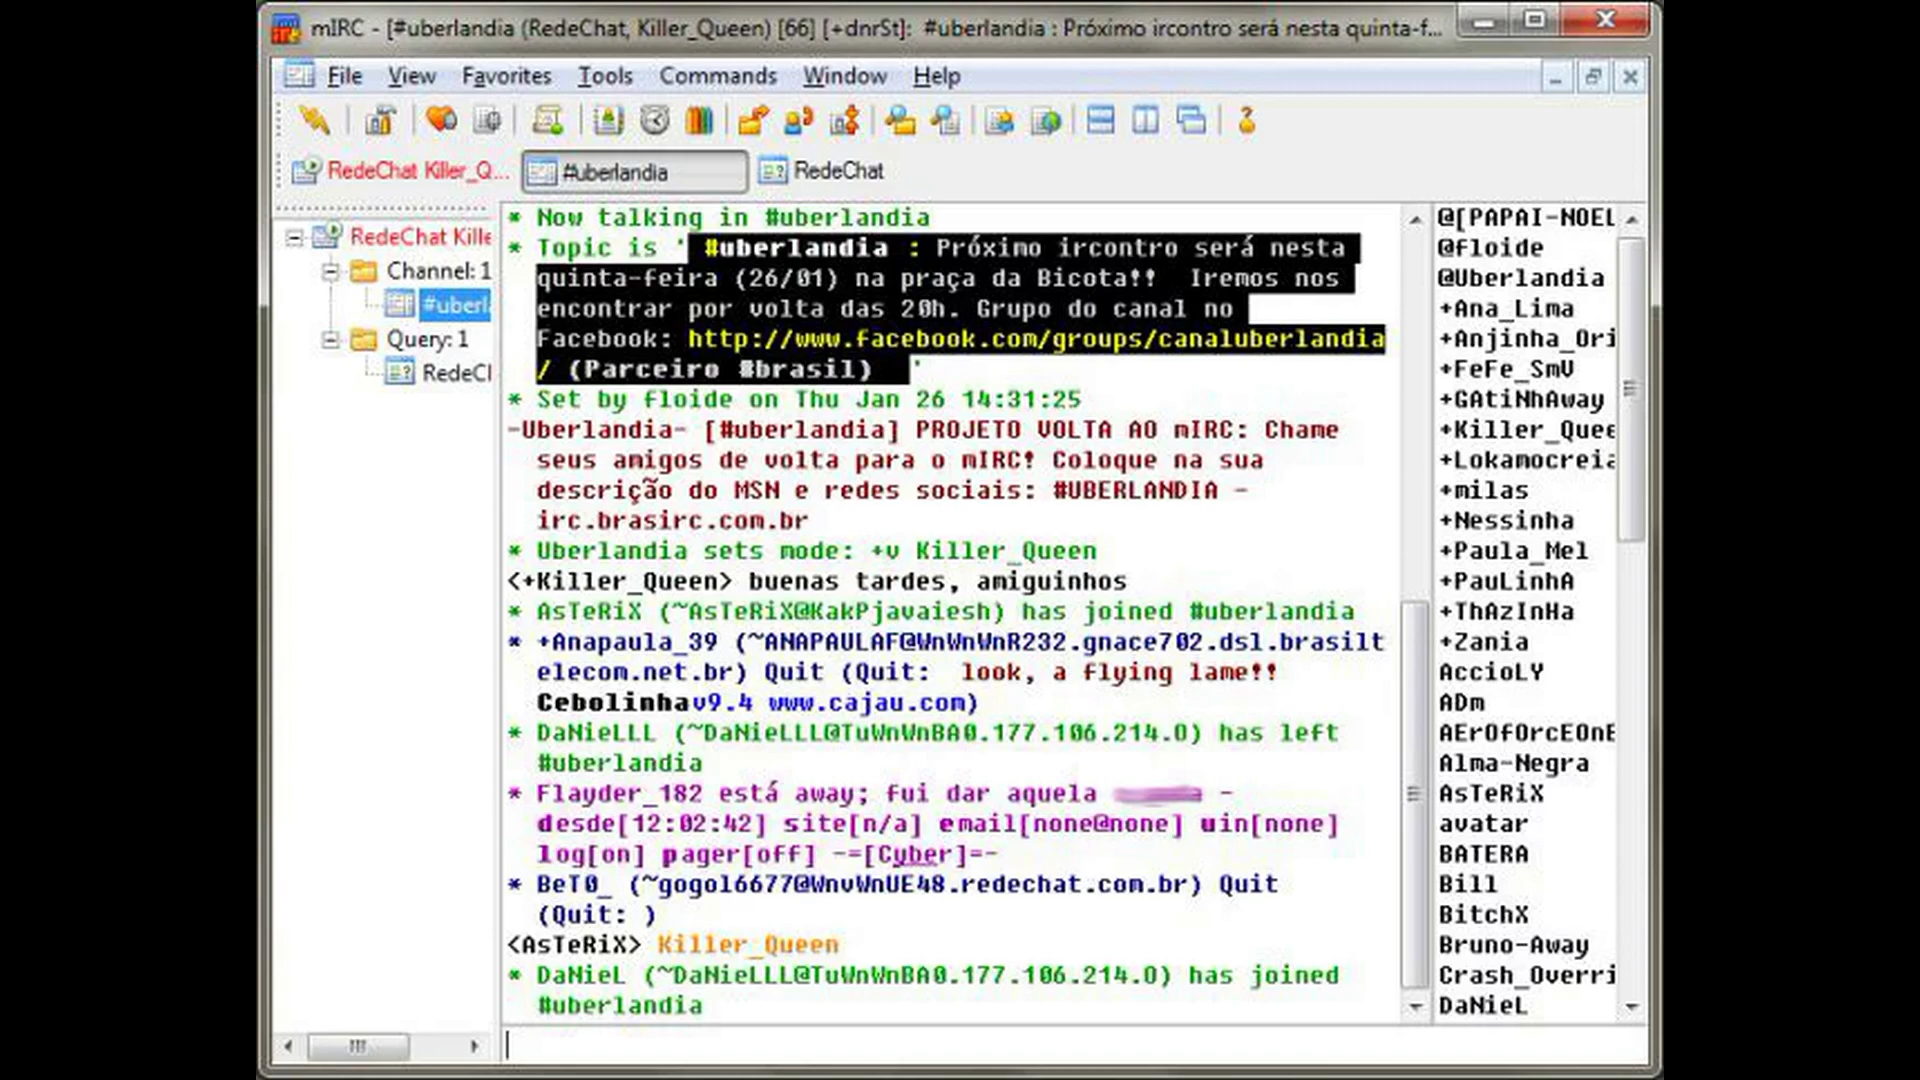 mIRC - [#uberlandia (RedeChat, Killer_Queen) [66] [+dnrSt]: #uberlandia : Próximo ircontro será nesta quinta-f...
File View Favorites Tools Commands Window Help
RedeChat Killer_Q... #uberlandia RedeChat
RedeChat Kille
Channel: 1
#uberl
Query: 1
RedeCl
* Now talking in #uberlandia
* Topic is ' #uberlandia : Próximo ircontro será nesta
quinta-feira (26/01) na praça da Bicota!! Iremos nos
encontrar por volta das 20h. Grupo do canal no
Facebook: http://www.facebook.com/groups/canaluberlandia
/ (Parceiro #brasil) '
* Set by floide on Thu Jan 26 14:31:25
-Uberlandia- [#uberlandia] PROJETO VOLTA AO mIRC: Chame
seus amigos de volta para o mIRC! Coloque na sua
descrição do MSN e redes sociais: #UBERLANDIA -
irc.brasirc.com.br
* Uberlandia sets mode: +v Killer_Queen
<+Killer_Queen> buenas tardes, amiguinhos
* AsTeRiX (~AsTeRiX@KakPjavaiesh) has joined #uberlandia
* +Anapaula_39 (~ANAPAULAF@WnWnWnR232.gnace702.dsl.brasilt
elecom.net.br) Quit (Quit: look, a flying lame!!
Cebolinhav9.4 www.cajau.com)
* DaNieLLL (~DaNieLLL@TuWnWnBA0.177.106.214.O) has left
#uberlandia
* Flayder_182 está away; fui dar aquela -
desde[12:02:42] site[n/a] email[none@none] uin[none]
log[on] pager[off] -=[Cyber]=-
* BeT0_ (~gogol6677@WnvWnUE48.redechat.com.br) Quit
(Quit: )
<AsTeRiX> Killer_Queen
* DaNieL (~DaNieLLL@TuWnWnBA0.177.106.214.O) has joined
#uberlandia
@[PAPAI-NOEL
@floide
@Uberlandia
+Ana_Lima
+Anjinha_Ori
+FeFe_SmV
+GAtiNhAway
+Killer_Quee
+Lokamocreia
+milas
+Nessinha
+Paula_Mel
+PauLinhA
+ThAzInHa
+Zania
AccioLY
ADm
AErOfOrcEOnE
Alma-Negra
AsTeRiX
avatar
BATERA
Bill
BitchX
Bruno-Away
Crash_Overri
DaNieL